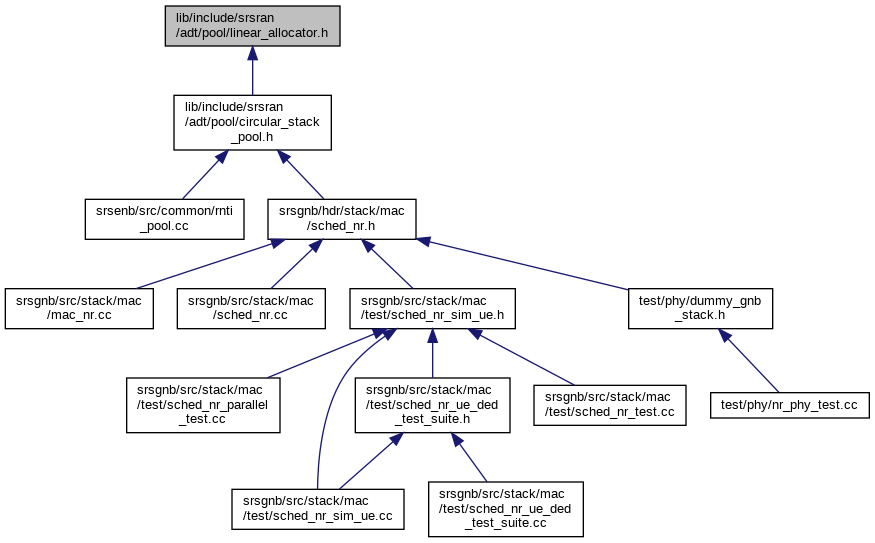 lib/include/srsran
/adt/pool/linear_allocator.h
lib/include/srsran
/adt/pool/circular_stack
_pool.h
srsenb/src/common/rnti
_pool.cc
srsgnb/hdr/stack/mac
/sched_nr.h
srsgnb/src/stack/mac
/mac_nr.cc
srsgnb/src/stack/mac
/sched_nr.cc
srsgnb/src/stack/mac
/test/sched_nr_sim_ue.h
test/phy/dummy_gnb
_stack.h
srsgnb/src/stack/mac
/test/sched_nr_parallel
_test.cc
srsgnb/src/stack/mac
/test/sched_nr_ue_ded
_test_suite.h
srsgnb/src/stack/mac
/test/sched_nr_test.cc
test/phy/nr_phy_test.cc
srsgnb/src/stack/mac
/test/sched_nr_sim_ue.cc
srsgnb/src/stack/mac
/test/sched_nr_ue_ded
_test_suite.cc